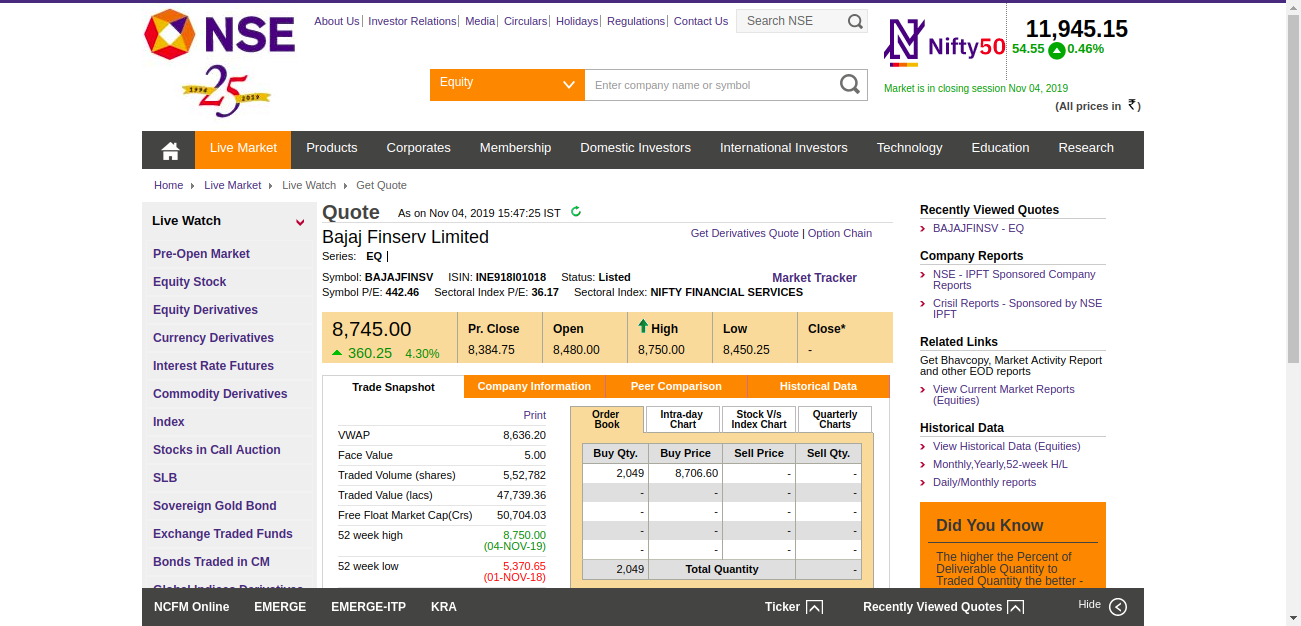 NSE
1994 25 2019
About Us | Investor Relations | Media | Circulars | Holidays | Regulations | Contact Us
Search NSE
Equity
Enter company name or symbol
Nifty50
11,945.15
54.55 0.46%
Market is in closing session Nov 04, 2019
(All prices in ₹)
Live Market Products Corporates Membership Domestic Investors International Investors Technology Education Research
Home Live Market Live Watch Get Quote
Live Watch
Pre-Open Market
Equity Stock
Equity Derivatives
Currency Derivatives
Interest Rate Futures
Commodity Derivatives
Index
Stocks in Call Auction
SLB
Sovereign Gold Bond
Exchange Traded Funds
Bonds Traded in CM
Global Indices Derivatives
Quote As on Nov 04, 2019 15:47:25 IST
Bajaj Finserv Limited
Get Derivatives Quote | Option Chain
Series: EQ |
Symbol: BAJAJFINSV ISIN: INE918I01018 Status: Listed
Market Tracker
Symbol P/E: 442.46 Sectoral Index P/E: 36.17 Sectoral Index: NIFTY FINANCIAL SERVICES
8,745.00
360.25 4.30%
Pr. Close Open High Low Close*
8,384.75 8,480.00 8,750.00 8,450.25 -
Trade Snapshot Company Information Peer Comparison Historical Data
Print
VWAP 8,636.20
Face Value 5.00
Traded Volume (shares) 5,52,782
Traded Value (lacs) 47,739.36
Free Float Market Cap(Crs) 50,704.03
52 week high 8,750.00
(04-NOV-19)
52 week low 5,370.65
(01-NOV-18)
Order
Book
Intra-day
Chart
Stock V/s
Index Chart
Quarterly
Charts
Buy Qty. Buy Price Sell Price Sell Qty.
2,049 8,706.60 - -
- - - -
- - - -
- - - -
- - - -
2,049 Total Quantity -
Recently Viewed Quotes
BAJAJFINSV - EQ
Company Reports
NSE - IPFT Sponsored Company
Reports
Crisil Reports - Sponsored by NSE
IPFT
Related Links
Get Bhavcopy, Market Activity Report
and other EOD reports
View Current Market Reports
(Equities)
Historical Data
View Historical Data (Equities)
Monthly,Yearly,52-week H/L
Daily/Monthly reports
Did You Know
The higher the Percent of
Deliverable Quantity to
Traded Quantity the better -
NCFM Online EMERGE EMERGE-ITP KRA
Ticker Recently Viewed Quotes Hide